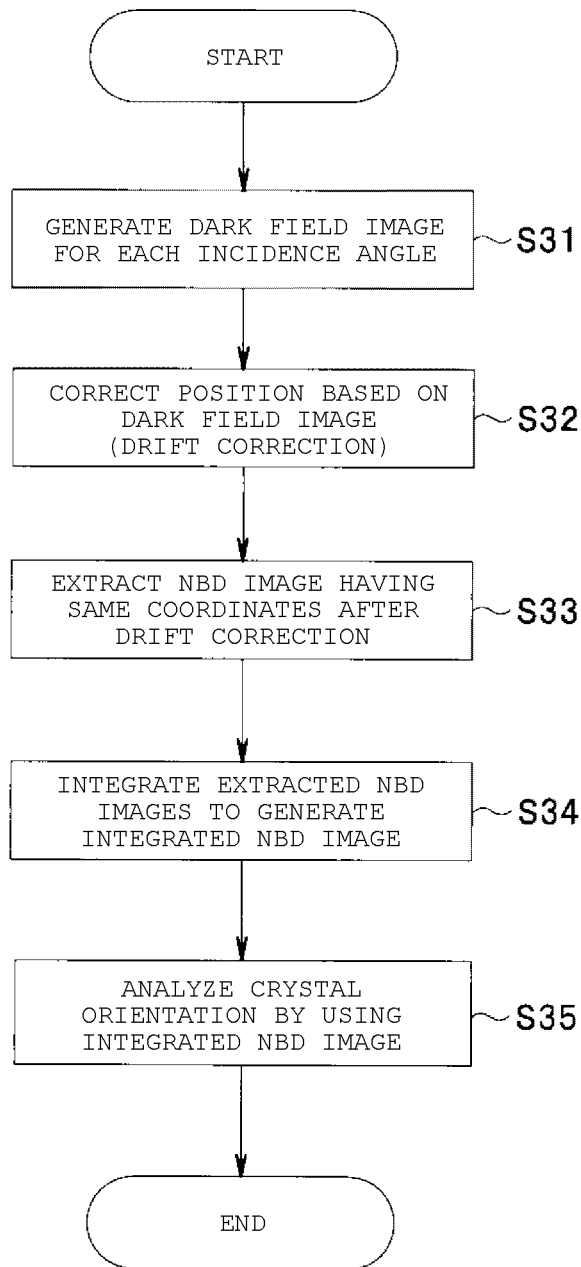 START
GENERATE DARK FIELD IMAGE
FOR EACH INCIDENCE ANGLE
S31
CORRECT POSITION BASED ON
DARK FIELD IMAGE
(DRIFT CORRECTION)
S32
EXTRACT NBD IMAGE HAVING
SAME COORDINATES AFTER
DRIFT CORRECTION
S33
INTEGRATE EXTRACTED NBD
IMAGES TO GENERATE
INTEGRATED NBD IMAGE
S34
ANALYZE CRYSTAL
ORIENTATION BY USING
INTEGRATED NBD IMAGE
S35
END